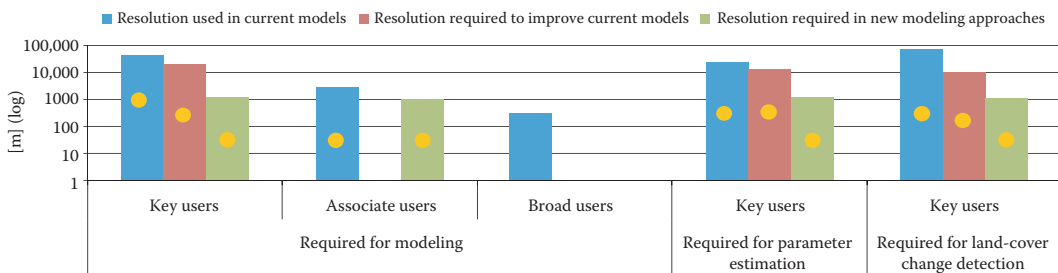 Resolution used in current models Resolution required to improve current models Resolution required in new modeling approaches
[m] (log)
100,000
10,000
1000
100
10
1
Key users Associate users Broad users Key users Key users
Required for modeling
Required for parameter
estimation
Required for land-cover
change detection